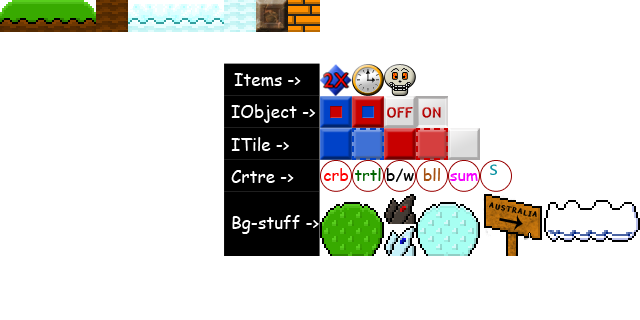 Items -> 2X
IObject -> OFF ON
ITile ->
Crtre -> crb trtl b/w bll sum S
Bg-stuff -> AUSTRALIA